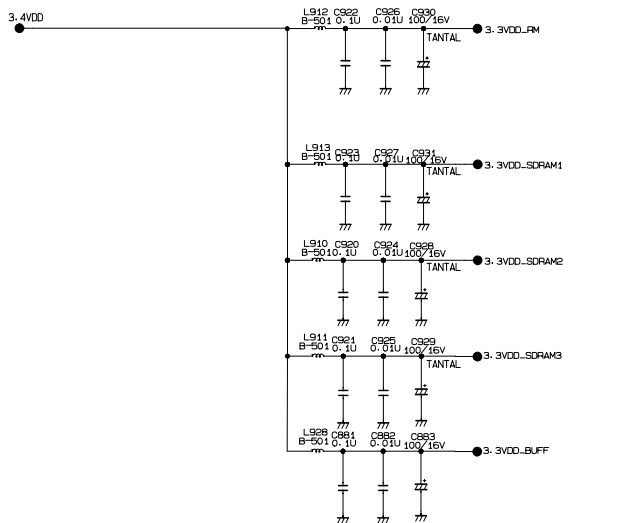 3.4VDD
L912 C922 C926 C930
B-501 0.1U 0.01U 100/16V
TANTAL
3.3VDD_RM
L913 C923 C927 C931
B-501 0.1U 0.01U 100/16V
TANTAL
3.3VDD_SDRAM1
L910 C920 C924 C928
B-501 0.1U 0.01U 100/16V
TANTAL
3.3VDD_SDRAM2
L911 C921 C925 C929
B-501 0.1U 0.01U 100/16V
TANTAL
3.3VDD_SDRAM3
L928 C881 C882 C883
B-501 0.1U 0.01U 100/16V
3.3VDD_BUFF